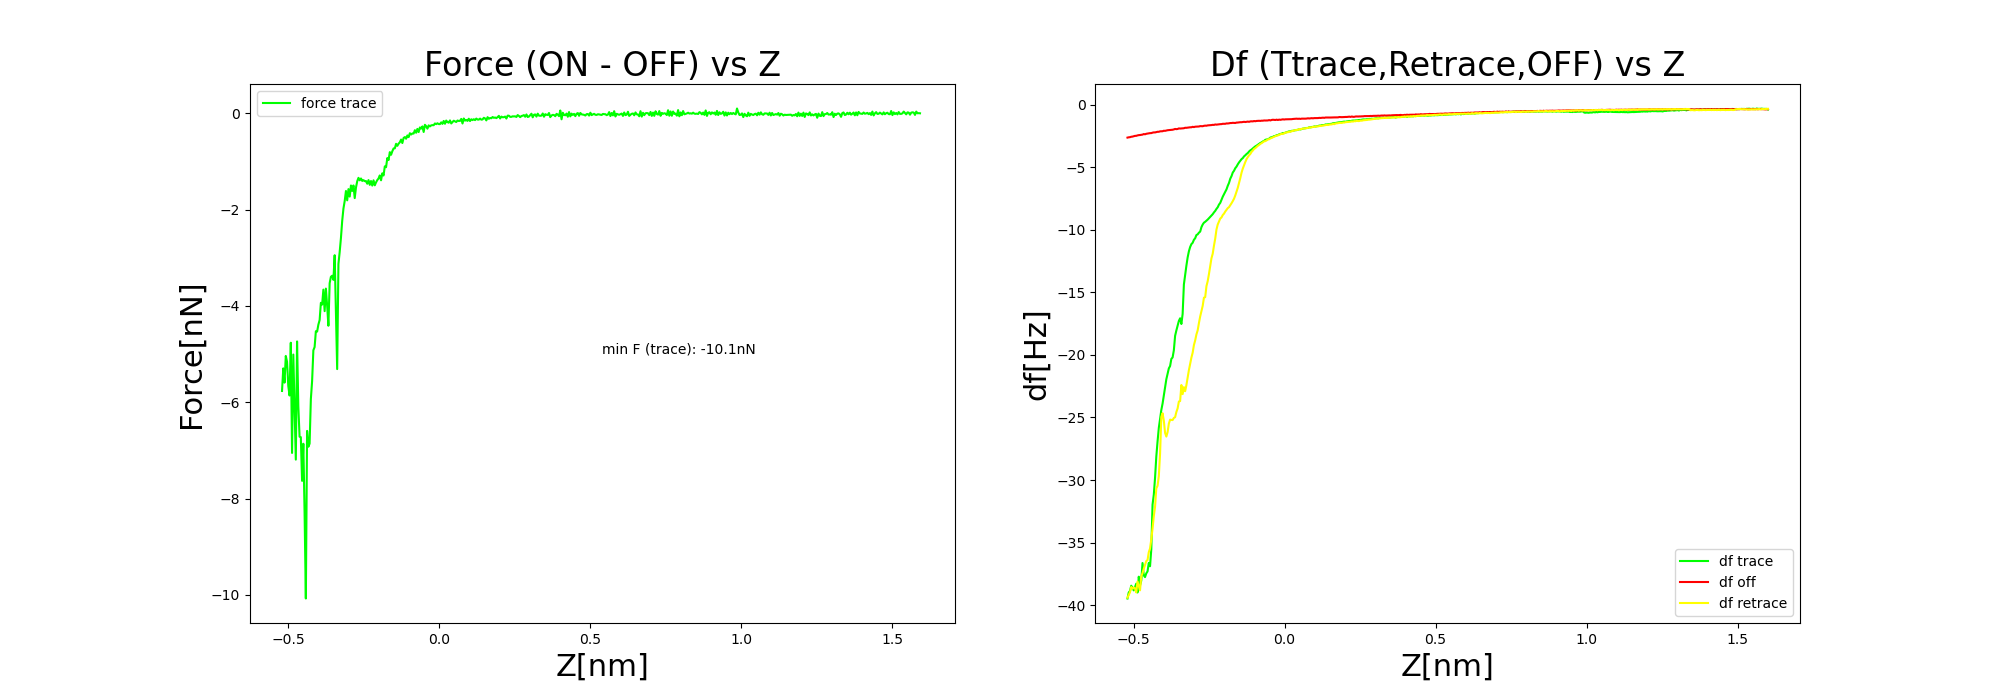 Force (ON - OFF) vs Z
force trace
0
−2
−4
−6
−8
−10
Force[nN]
min F (trace): -10.1nN
−0.5
0.0
0.5
1.0
1.5
Z[nm]
Df (Ttrace,Retrace,OFF) vs Z
0
−5
−10
−15
−20
−25
−30
−35
−40
df[Hz]
df trace
df off
df retrace
−0.5
0.0
0.5
1.0
1.5
Z[nm]